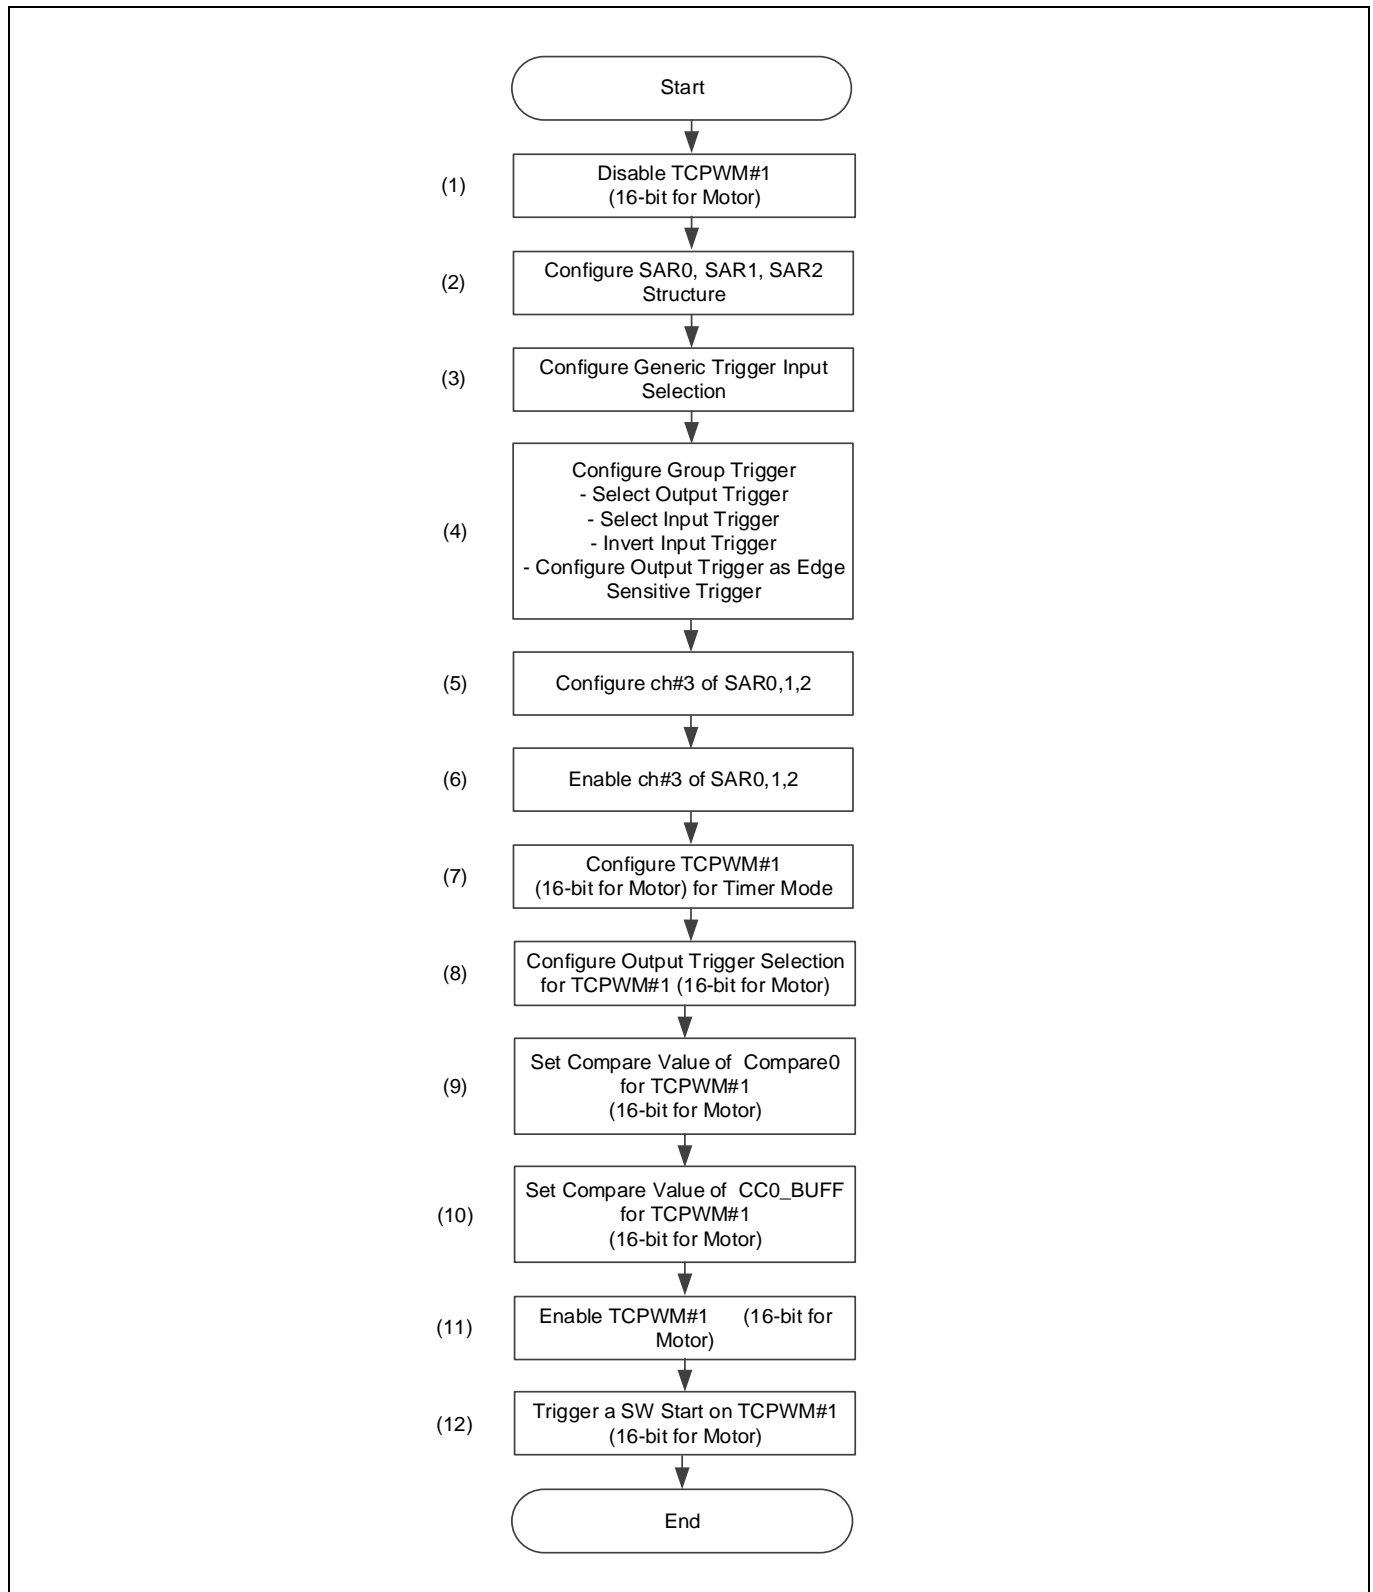 Start
(1)
Disable TCPWM#1
(16-bit for Motor)
(2)
Configure SAR0, SAR1, SAR2
Structure
(3)
Configure Generic Trigger Input
Selection
(4)
Configure Group Trigger
- Select Output Trigger
- Select Input Trigger
- Invert Input Trigger
- Configure Output Trigger as Edge
Sensitive Trigger
(5)
Configure ch#3 of SAR0,1,2
(6)
Enable ch#3 of SAR0,1,2
(7)
Configure TCPWM#1
(16-bit for Motor) for Timer Mode
(8)
Configure Output Trigger Selection
for TCPWM#1 (16-bit for Motor)
(9)
Set Compare Value of Compare0
for TCPWM#1
(16-bit for Motor)
(10)
Set Compare Value of CC0_BUFF
for TCPWM#1
(16-bit for Motor)
(11)
Enable TCPWM#1 (16-bit for
Motor)
(12)
Trigger a SW Start on TCPWM#1
(16-bit for Motor)
End